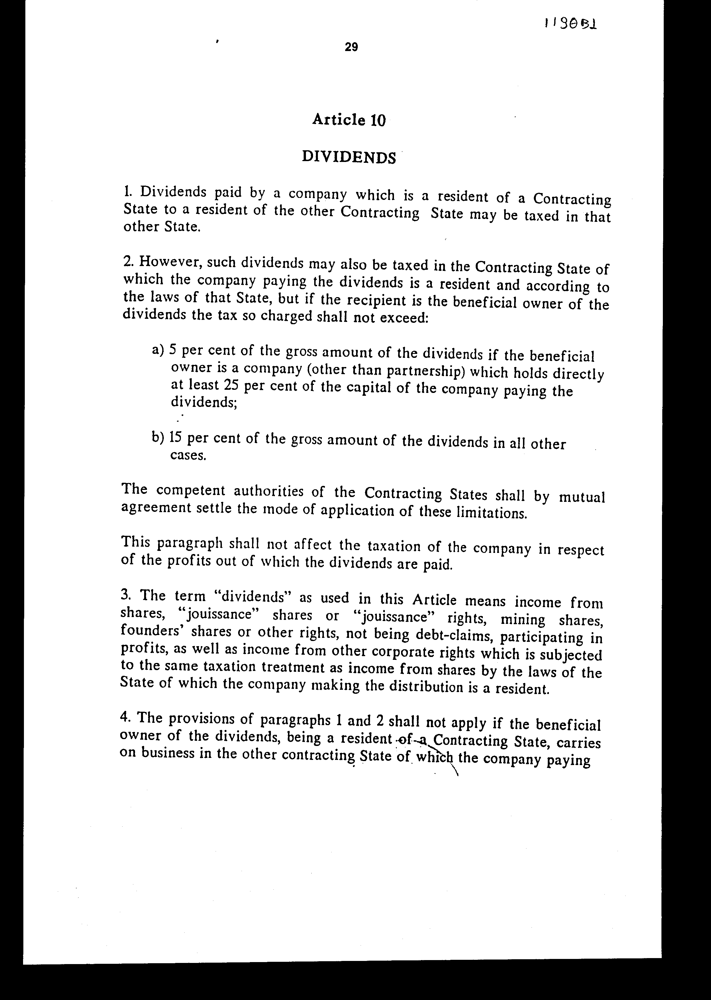 29
Article 10
DIVIDENDS
1. Dividends paid by a company which is a resident of a Contracting
State to a resident of the other Contracting State may be taxed in that
other State.
2. However, such dividends may also be taxed in the Contracting State of
which the company paying the dividends is a resident and according to
the laws of that State, but if the recipient is the beneficial owner of the
dividends the tax so charged shall not exceed:
a) 5 per cent of the gross amount of the dividends if the beneficial
owner is a company (other than partnership) which holds directly
at least 25 per cent of the capital of the company paying the
dividends;
b) 15 per cent of the gross amount of the dividends in all other
cases.
The competent authorities of the Contracting States shall by mutual
agreement settle the mode of application of these limitations.
This paragraph shall not affect the taxation of the company in respect
of the profits out of which the dividends are paid.
3. The term “dividends” as used in this Article means income from
shares, “jouissance” shares or “jouissance” rights, mining shares,
founders’ shares or other rights, not being debt-claims, participating in
profits, as well as income from other corporate rights which is subjected
to the same taxation treatment as income from shares by the laws of the
State of which the company making the distribution is a resident.
4. The provisions of paragraphs 1 and 2 shall not apply if the beneficial
owner of the dividends, being a resident of a Contracting State, carries
on business in the other contracting State of which the company paying